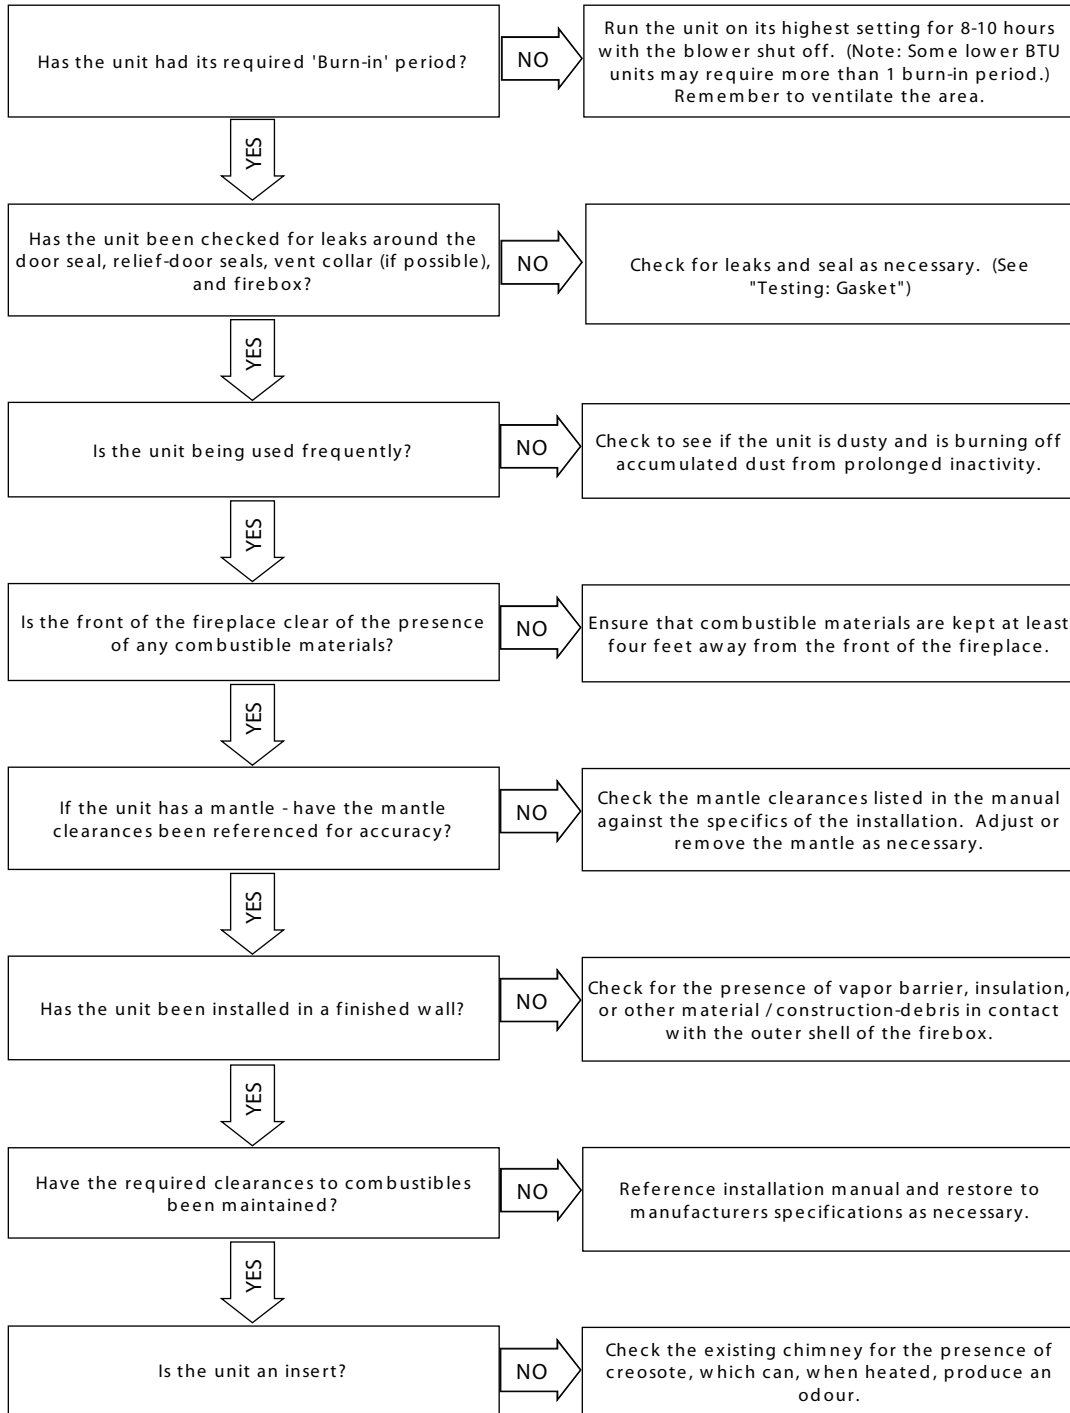 Has the unit had its required 'Burn-in' period?
NO
Run the unit on its highest setting for 8-10 hours
with the blower shut off. (Note: Some lower BTU
units may require more than 1 burn-in period.)
Remember to ventilate the area.
YES
Has the unit been checked for leaks around the
door seal, relief-door seals, vent collar (if possible),
and firebox?
NO
Check for leaks and seal as necessary. (See
"Testing: Gasket")
YES
Is the unit being used frequently?
NO
Check to see if the unit is dusty and is burning off
accumulated dust from prolonged inactivity.
YES
Is the front of the fireplace clear of the presence
of any combustible materials?
NO
Ensure that combustible materials are kept at least
four feet away from the front of the fireplace.
YES
If the unit has a mantle - have the mantle
clearances been referenced for accuracy?
NO
Check the mantle clearances listed in the manual
against the specifics of the installation. Adjust or
remove the mantle as necessary.
YES
Has the unit been installed in a finished wall?
NO
Check for the presence of vapor barrier, insulation,
or other material / construction-debris in contact
with the outer shell of the firebox.
YES
Have the required clearances to combustibles
been maintained?
NO
Reference installation manual and restore to
manufacturers specifications as necessary.
YES
Is the unit an insert?
NO
Check the existing chimney for the presence of
creosote, which can, when heated, produce an
odour.